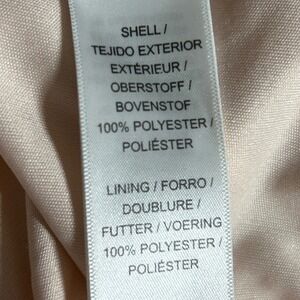 SHELL /
TEJIDO EXTERIOR
EXTÉRIEUR /
OBERSTOFF /
BOVENSTOF
100% POLYESTER /
POLIÉSTER
LINING / FORRO /
DOUBLURE /
FUTTER / VOERING
100% POLYESTER /
POLIÉSTER